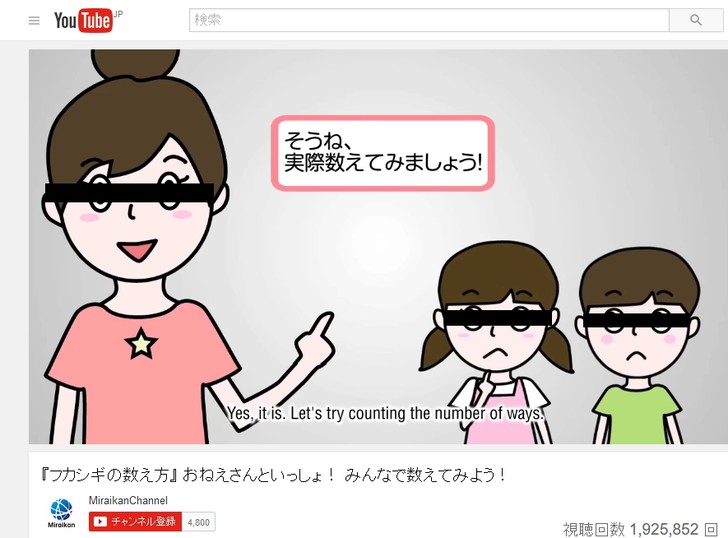 YouTube JP
検索
そうね、
実際数えてみましょう!
Yes, it is. Let's try counting the number of ways.
『フカシギの数え方』 おねえさんといっしょ! みんなで数えてみよう!
MiraikanChannel
Miraikan
チャンネル登録 4,800
視聴回数 1,925,852 回